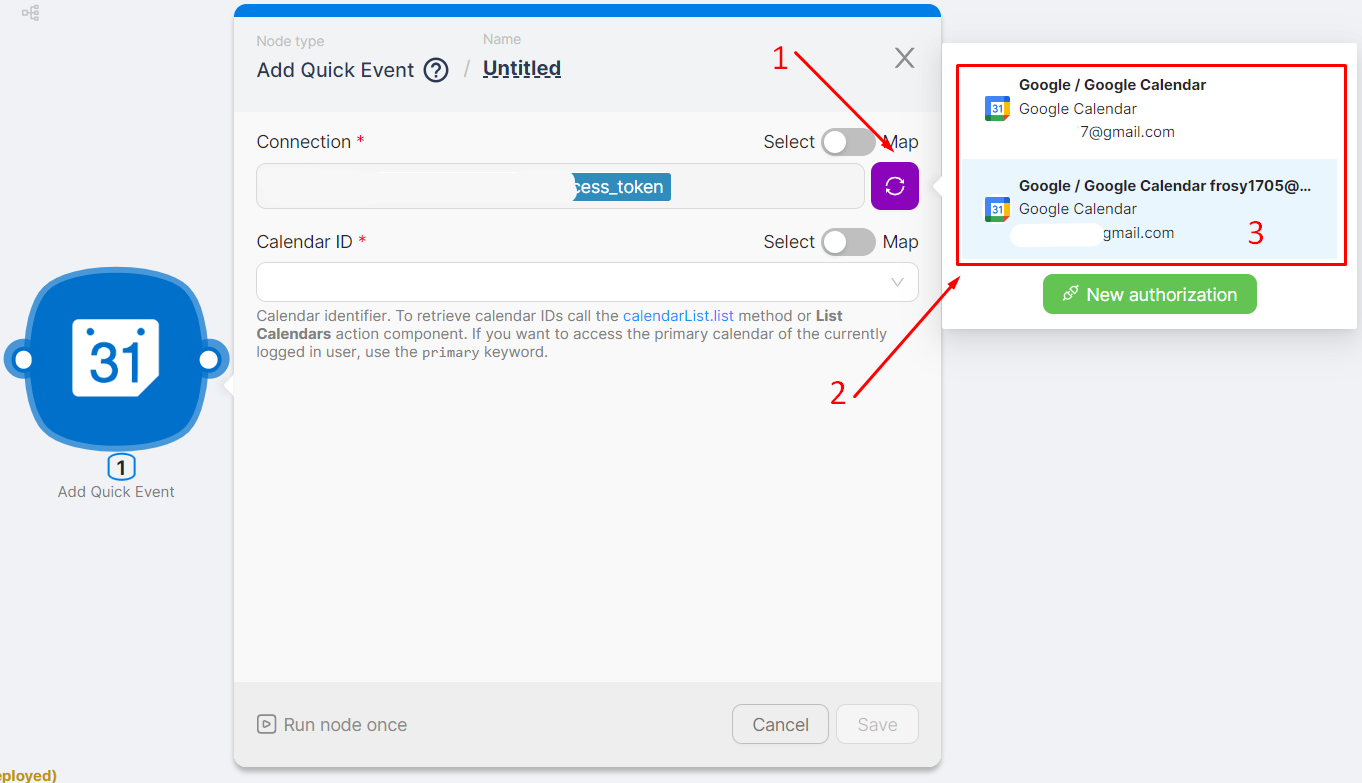 Node type
Name
Add Quick Event ? / Untitled
1
Connection *
Select
Map
cess_token
Calendar ID *
Select
Map
Calendar identifier. To retrieve calendar IDs call the calendarList.list method or List
Calendars action component. If you want to access the primary calendar of the currently
logged in user, use the primary keyword.
2
Run node once
Cancel
Save
Google / Google Calendar
31
Google Calendar
7@gmail.com
Google / Google Calendar frosy1705@...
31
Google Calendar
gmail.com
3
New authorization
31
1
Add Quick Event
eployed)